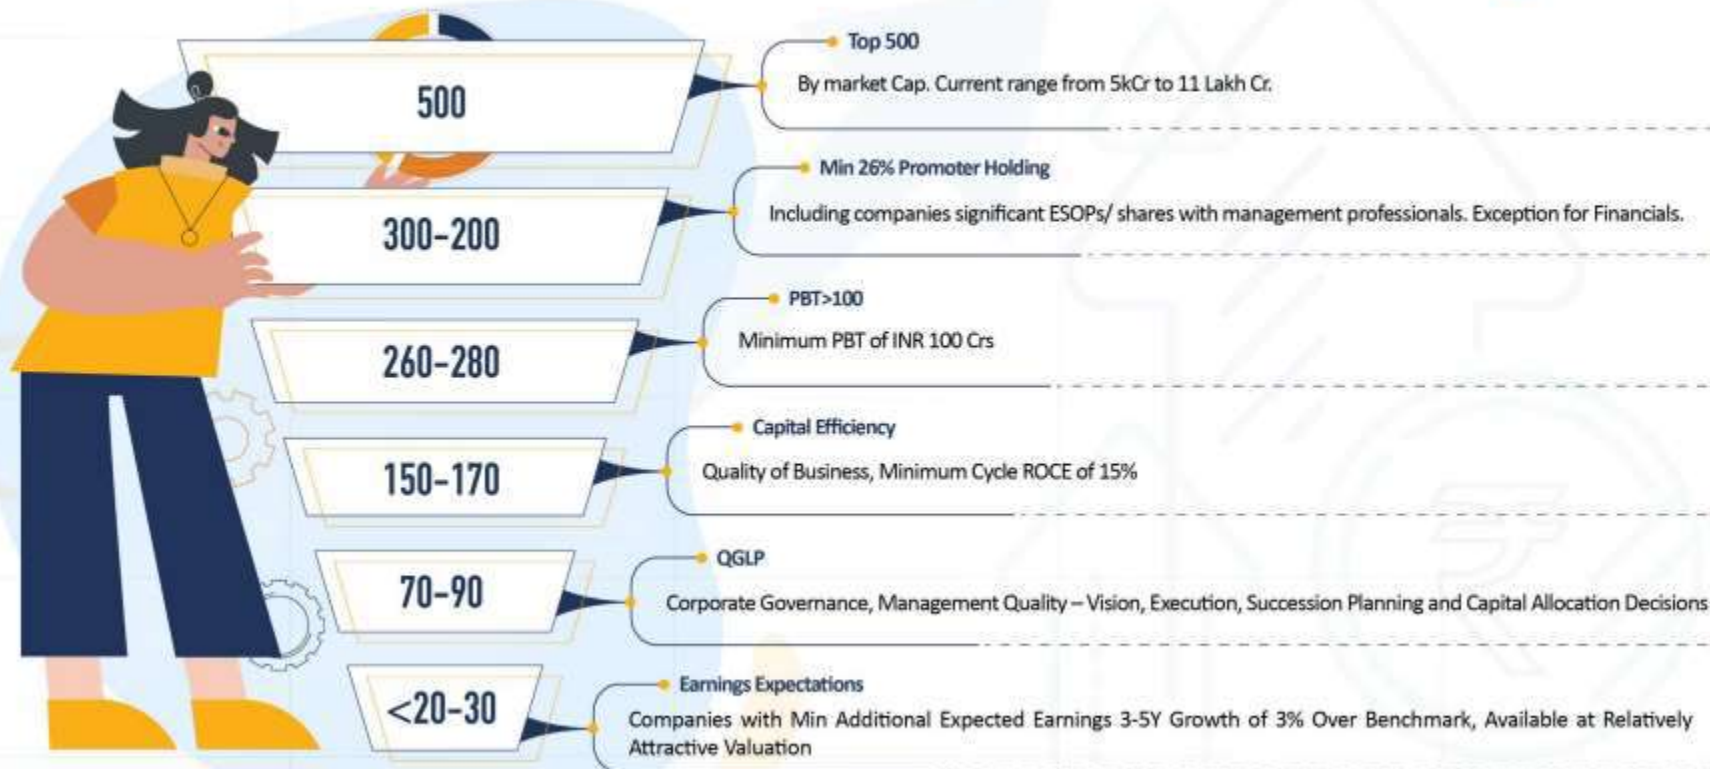 500
Top 500
By market Cap. Current range from 5kCr to 11 Lakh Cr.
300-200
Min 26% Promoter Holding
Including companies significant ESOPs/ shares with management professionals. Exception for Financials.
260-280
PBT>100
Minimum PBT of INR 100 Crs
150-170
Capital Efficiency
Quality of Business, Minimum Cycle ROCE of 15%
70-90
QGLP
Corporate Governance, Management Quality – Vision, Execution, Succession Planning and Capital Allocation Decisions
<20-30
Earnings Expectations
Companies with Min Additional Expected Earnings 3-5Y Growth of 3% Over Benchmark, Available at Relatively
Attractive Valuation